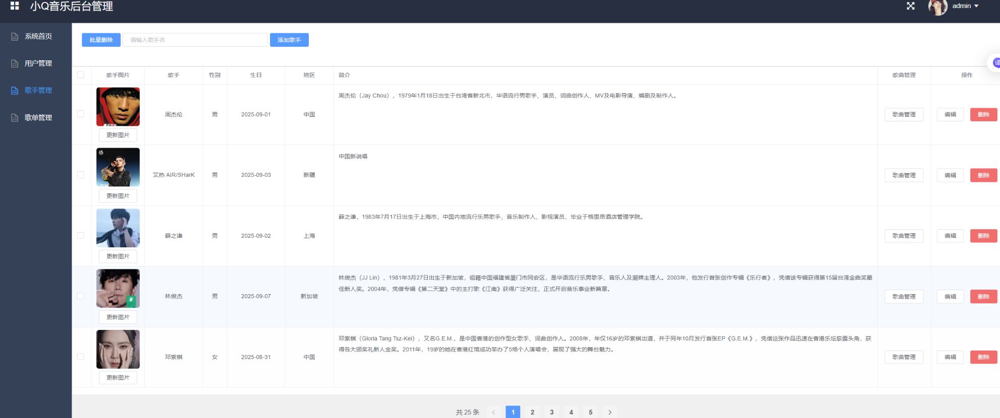 小Q音乐后台管理
admin
系统首页
用户管理
歌手管理
歌单管理
批量删除 请输入歌手名 添加歌手
译
歌手图片 歌手 性别 生日 地区 简介 歌曲管理 操作
周杰伦（Jay Chou），1979年1月18日出生于台湾省新北市，华语流行男歌手、演员、词曲创作人、MV及电影导演、编剧及制作人。
周杰伦 男 2025-09-01 中国 歌曲管理 编辑 删除
更新图片
中国新说唱
艾热 AIR/SHarK 男 2025-09-03 新疆 歌曲管理 编辑 删除
更新图片
薛之谦，1983年7月17日出生于上海市，中国内地流行乐男歌手、音乐制作人、影视演员，毕业于格里昂酒店管理学院。
薛之谦 男 2025-09-02 上海 歌曲管理 编辑 删除
更新图片
林俊杰（JJ Lin），1981年3月27日出生于新加坡，祖籍中国福建省厦门市同安区，是华语流行乐男歌手、音乐人及潮牌主理人。2003年，他发行首张创作专辑《乐行者》，凭借该专辑获得第15届台湾金曲奖最
佳新人奖。2004年，凭借专辑《第二天堂》中的主打歌《江南》获得广泛关注，正式开启音乐事业新篇章。
林俊杰 男 2025-09-07 新加坡 歌曲管理 编辑 删除
更新图片
邓紫棋（Gloria Tang Tsz-Kei），又名G.E.M.，是中国香港的创作型女歌手、词曲创作人。2008年，年仅16岁的邓紫棋出道，并于同年10月发行首张EP《G.E.M.》，凭借这张作品迅速在香港乐坛崭露头角，获
得各大颁奖礼新人金奖。2011年，19岁的她在香港红馆成功举办了5场个人演唱会，展现了强大的舞台魅力。
邓紫棋 女 2025-08-31 中国 歌曲管理 编辑 删除
更新图片
共 25 条 1 2 3 4 5